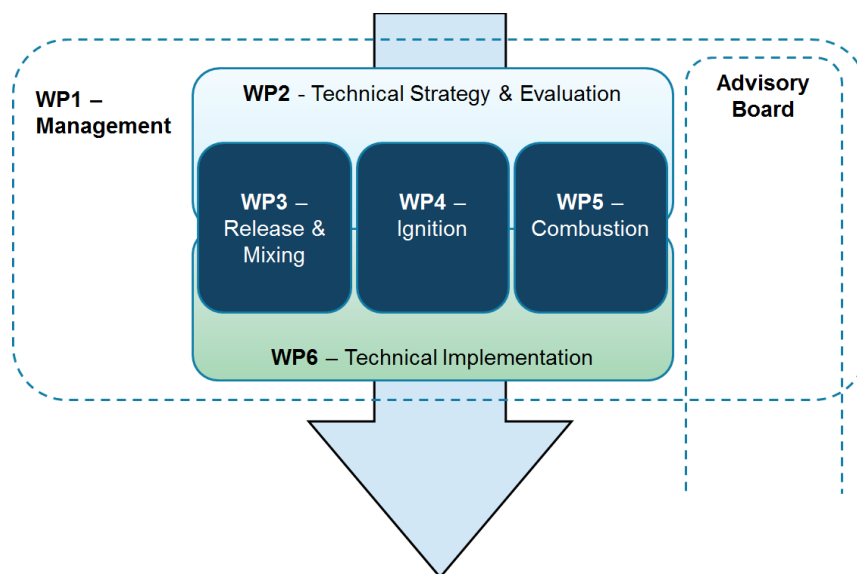 WP1 –
Management
WP2 - Technical Strategy & Evaluation
Advisory
Board
WP3 –
Release &
Mixing
WP4 –
Ignition
WP5 –
Combustion
WP6 – Technical Implementation